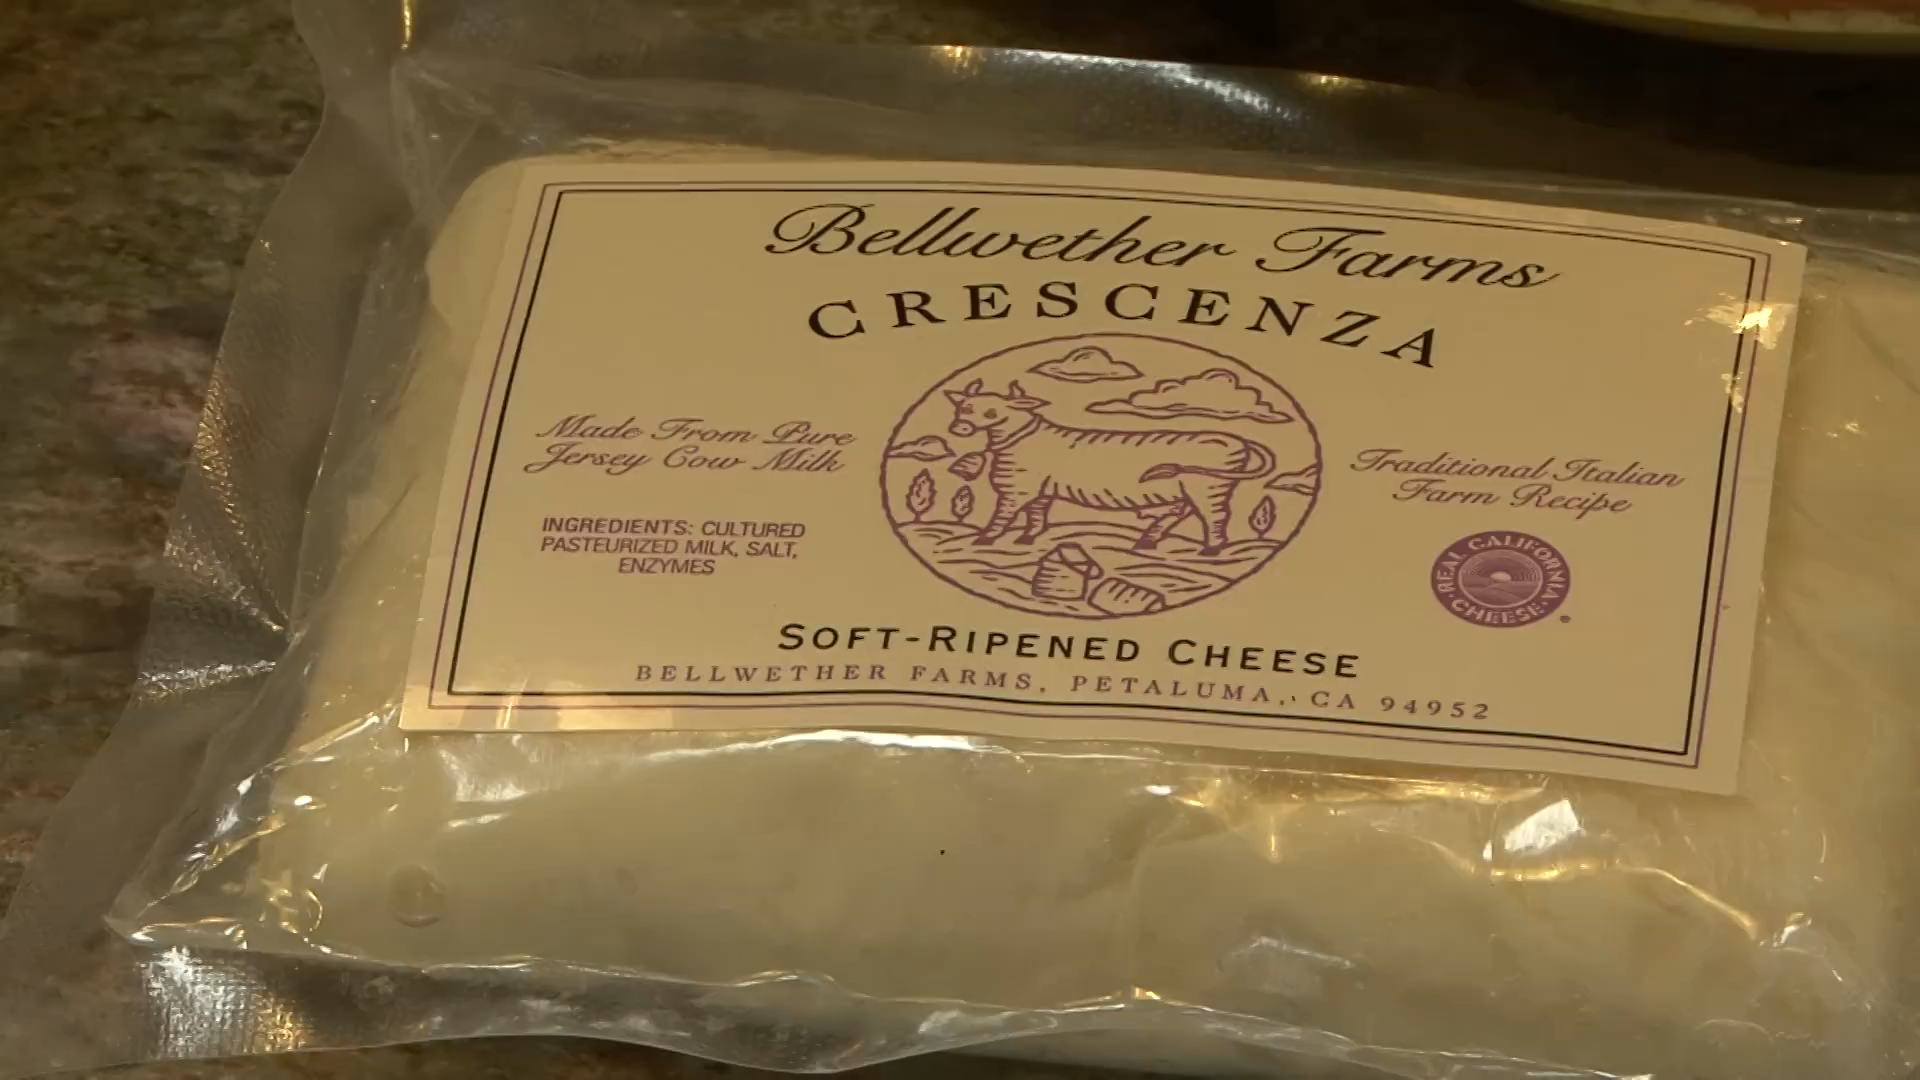 Bellwether Farms
CRESCENZA
Made From Pure
Jersey Cow Milk
Traditional Italian
Farm Recipe
INGREDIENTS: CULTURED
PASTEURIZED MILK, SALT,
ENZYMES
REAL CALIFORNIA
CHEESE
®
SOFT-RIPENED CHEESE
BELLWETHER FARMS, PETALUMA, CA 94952